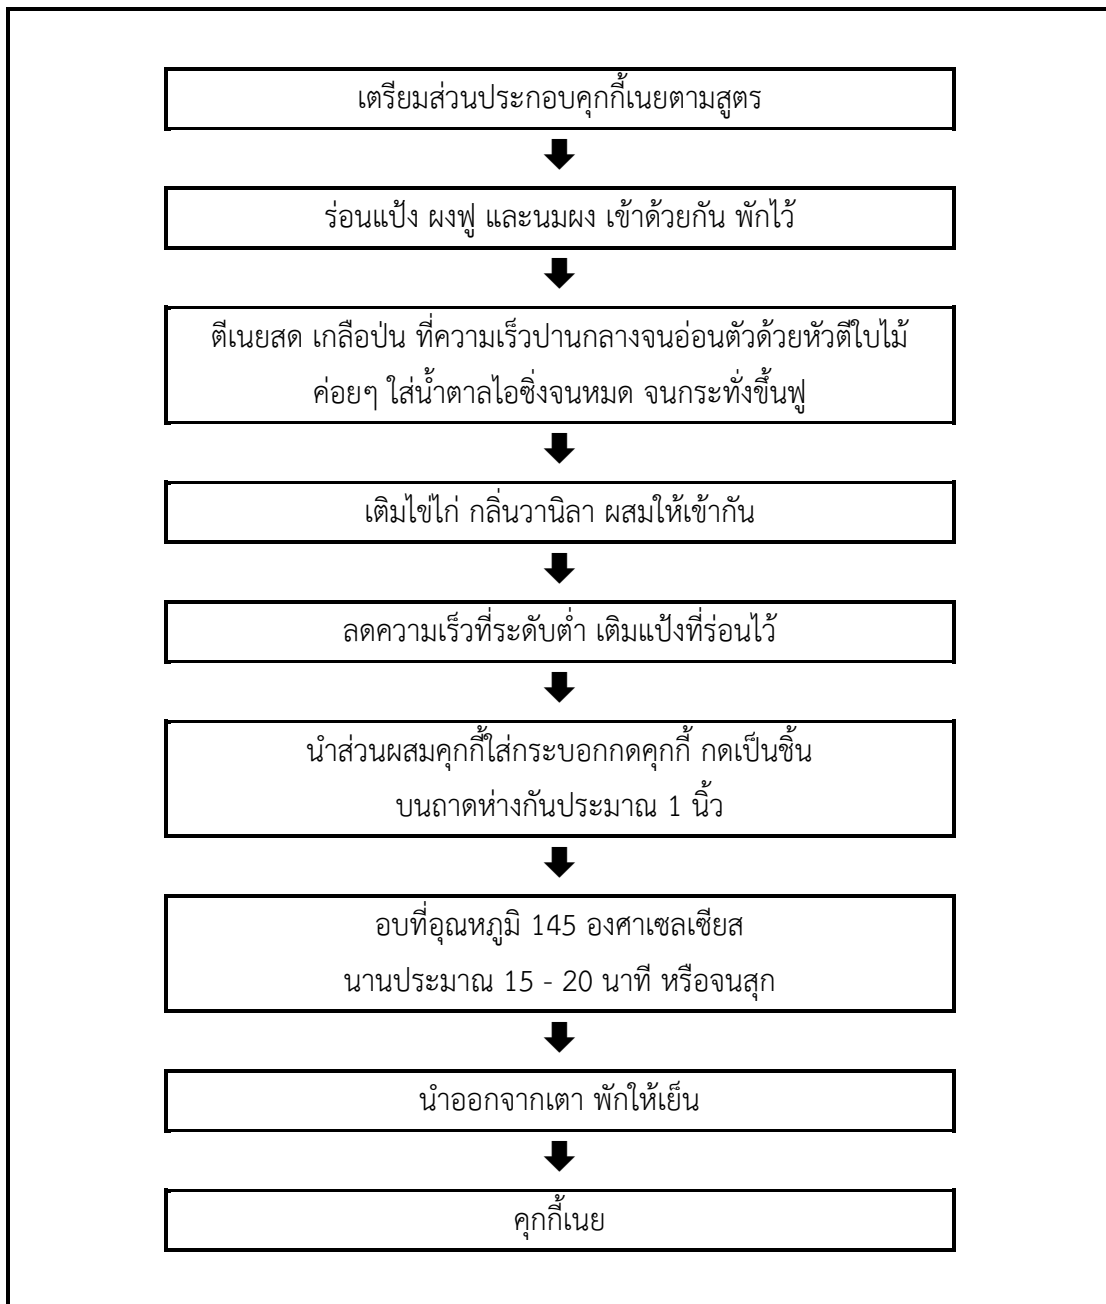 เตรียมส่วนประกอบคุกกี้เนยตามสูตร
ร่อนแป้ง ผงฟู และนมผง เข้าด้วยกัน พักไว้
ตีเนยสด เกลือป่น ที่ความเร็วปานกลางจนอ่อนตัวด้วยหัวตีใบไม้
ค่อยๆ ใส่น้ำตาลไอซิ่งจนหมด จนกระทั่งขึ้นฟู
เติมไข่ไก่ กลิ่นวานิลา ผสมให้เข้ากัน
ลดความเร็วที่ระดับต่ำ เติมแป้งที่ร่อนไว้
นำส่วนผสมคุกกี้ใส่กระบอกกดคุกกี้ กดเป็นชิ้น
บนถาดห่างกันประมาณ 1 นิ้ว
อบที่อุณหภูมิ 145 องศาเซลเซียส
นานประมาณ 15 - 20 นาที หรือจนสุก
นำออกจากเตา พักให้เย็น
คุกกี้เนย